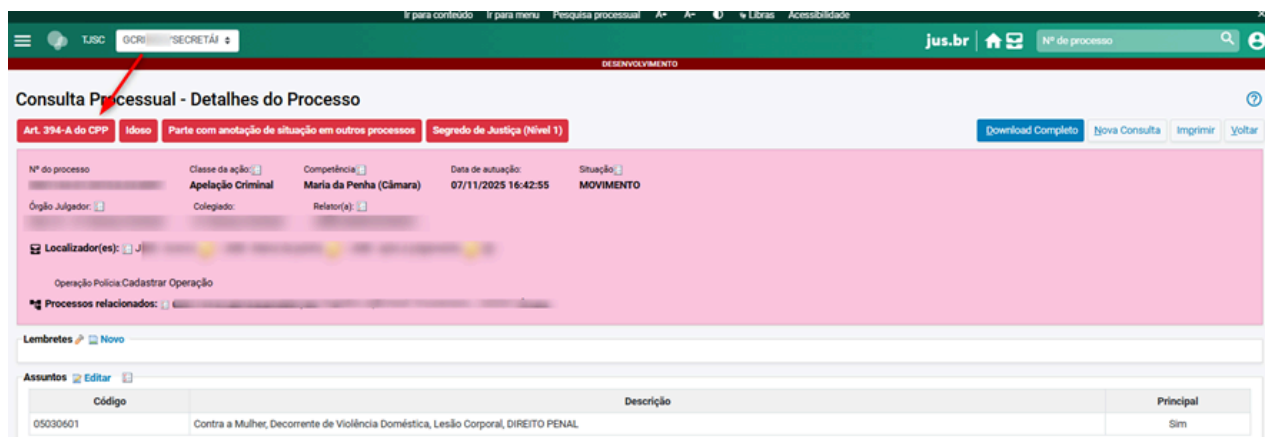 Ir para conteúdo Ir para menu Pesquisa processual A+ A- Libras Acessibilidade
TJSC GCRI SECRETÁI jus.br Nº de processo
DESENVOLVIMENTO
Consulta Processual - Detalhes do Processo
Art. 394-A do CPP Idoso Parte com anotação de situação em outros processos Segredo de Justiça (Nível 1) Download Completo Nova Consulta Imprimir Voltar
Nº do processo Classe da ação: Competência Data de autuação: Situação
Apelação Criminal Maria da Penha (Câmara) 07/11/2025 16:42:55 MOVIMENTO
Órgão Julgador: Colegiado: Relator(a):
Localizador(es): J
Operação Polícia:Cadastrar Operação
Processos relacionados:
Lembretes Novo
Assuntos Editar
Código Descrição Principal
05030601 Contra a Mulher, Decorrente de Violência Doméstica, Lesão Corporal, DIREITO PENAL Sim